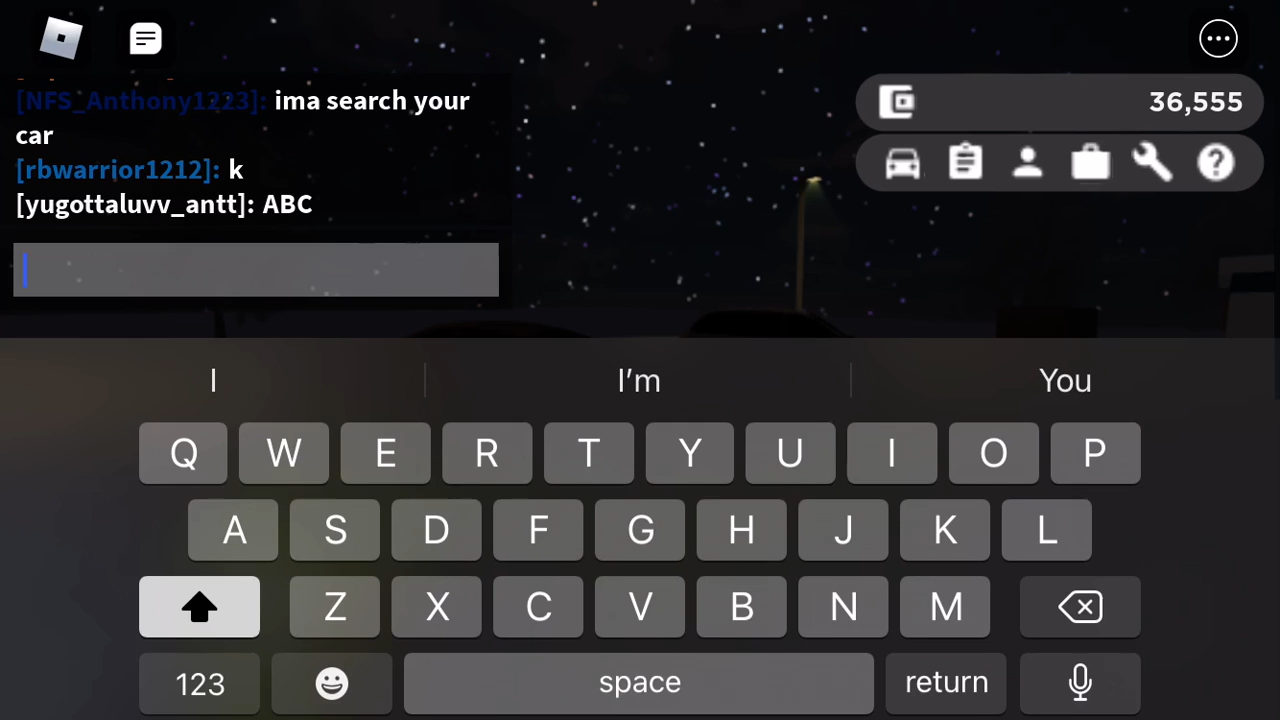 [NFS_Anthony1223]: ima search your
car
[rbwarrior1212]: k
[yugottaluvv_antt]: ABC
36,555
I I'm You
Q W E R T Y U I O P
A S D F G H J K L
Z X C V B N M
123 space return